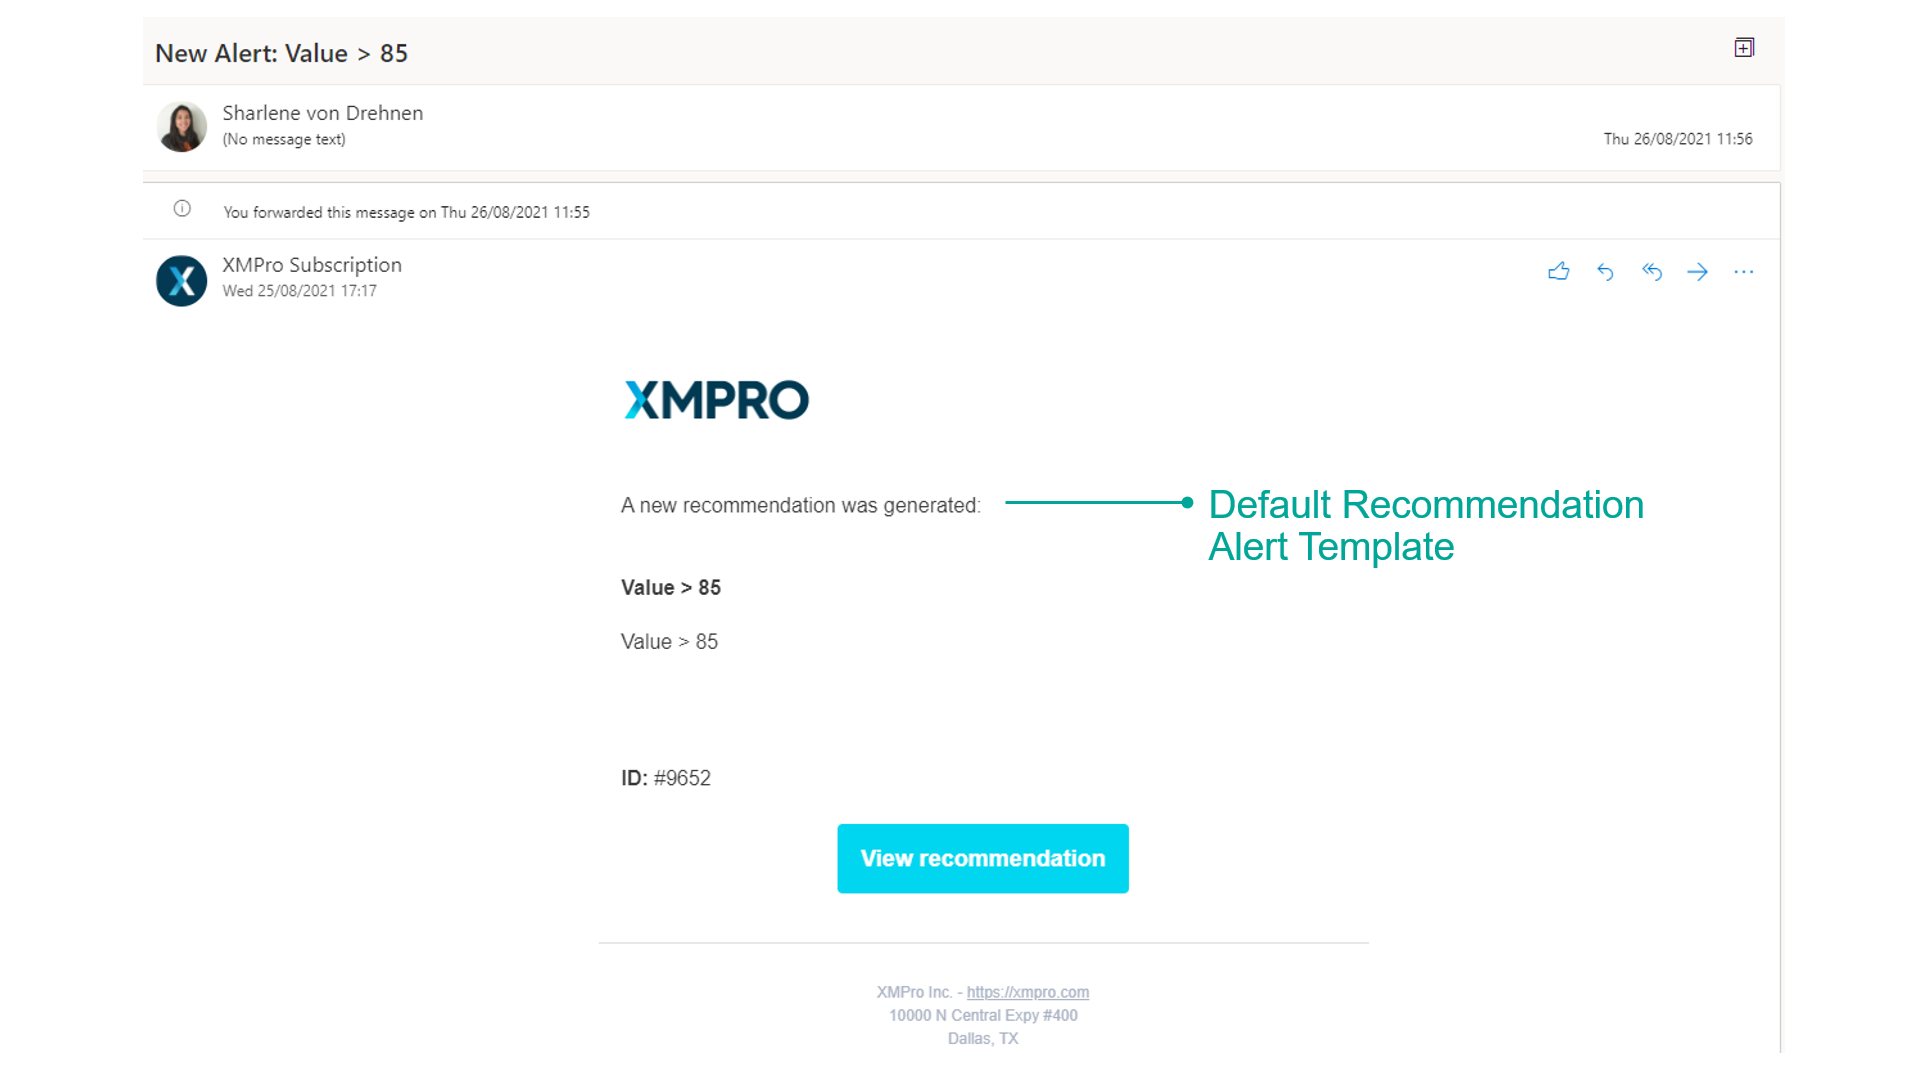 New Alert: Value > 85
Sharlene von Drehnen
(No message text)
Thu 26/08/2021 11:56
You forwarded this message on Thu 26/08/2021 11:55
XMPro Subscription
Wed 25/08/2021 17:17
XMPRO
A new recommendation was generated:
Default Recommendation
Alert Template
Value > 85
Value > 85
ID: #9652
View recommendation
XMPro Inc. - https://xmpro.com
10000 N Central Expy #400
Dallas, TX